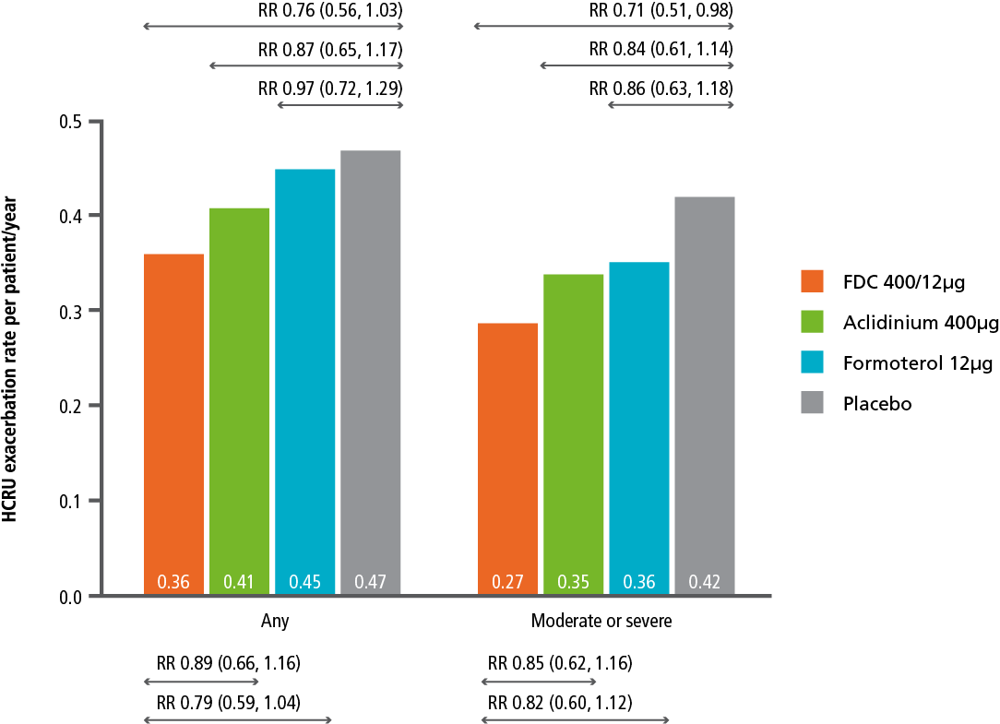 RR 0.76 (0.56, 1.03)
RR 0.87 (0.65, 1.17)
RR 0.97 (0.72, 1.29)
RR 0.71 (0.51, 0.98)
RR 0.84 (0.61, 1.14)
RR 0.86 (0.63, 1.18)
HCRU exacerbation rate per patient/year
0.5
0.4
0.3
0.2
0.1
0.0
0.36
0.41
0.45
0.47
0.27
0.35
0.36
0.42
Any
Moderate or severe
RR 0.89 (0.66, 1.16)
RR 0.79 (0.59, 1.04)
RR 0.85 (0.62, 1.16)
RR 0.82 (0.60, 1.12)
FDC 400/12µg
Aclidinium 400µg
Formoterol 12µg
Placebo